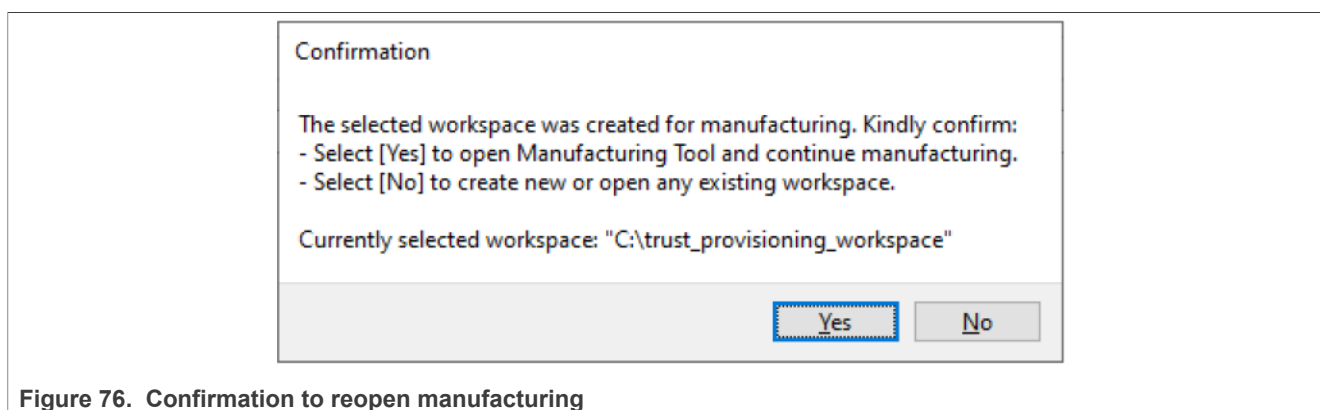 Confirmation
The selected workspace was created for manufacturing. Kindly confirm:
- Select [Yes] to open Manufacturing Tool and continue manufacturing.
- Select [No] to create new or open any existing workspace.
Currently selected workspace: "C:\trust_provisioning_workspace"
Yes No
Figure 76. Confirmation to reopen manufacturing